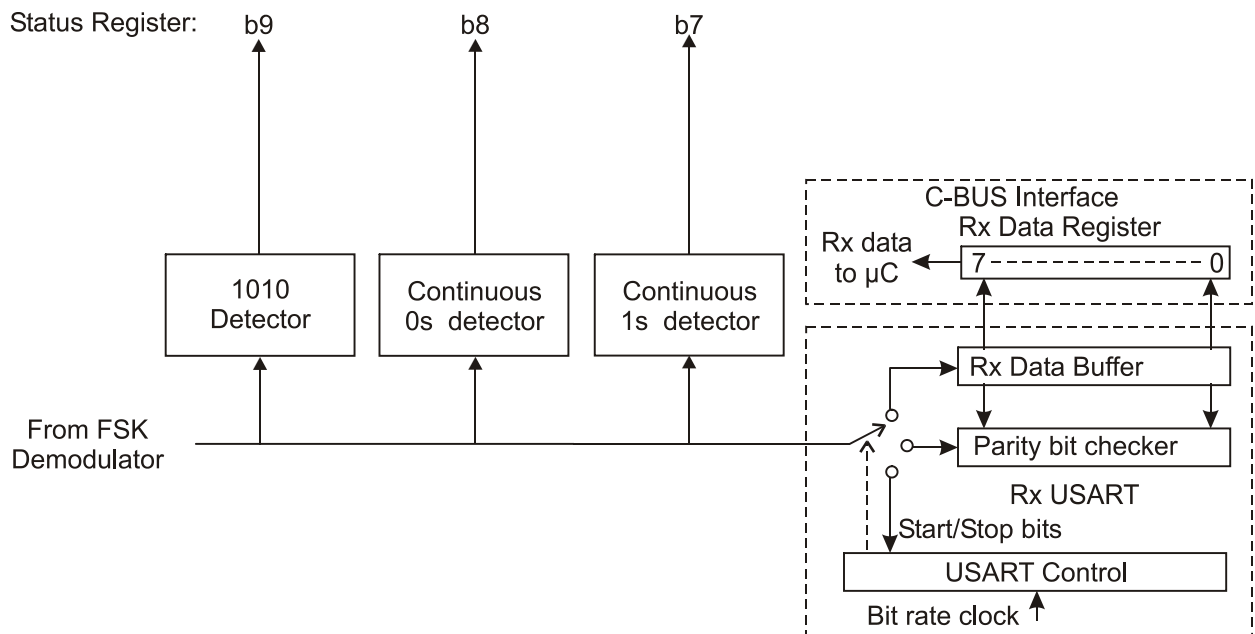 Status Register: b9 b8 b7
C-BUS Interface
Rx Data Register
Rx data
to µC
7 0
1010
Detector
Continuous
0s detector
Continuous
1s detector
Rx Data Buffer
From FSK
Demodulator
Parity bit checker
Rx USART
Start/Stop bits
USART Control
Bit rate clock